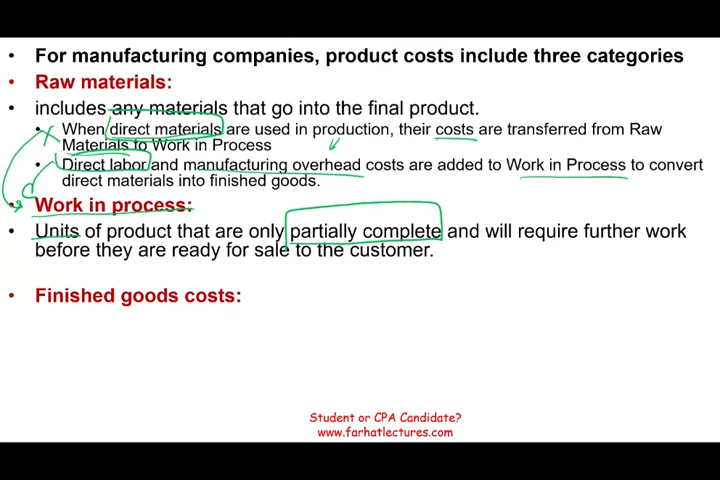 • For manufacturing companies, product costs include three categories
• Raw materials:
• includes any materials that go into the final product.
• When direct materials are used in production, their costs are transferred from Raw
Materials to Work in Process
• Direct labor and manufacturing overhead costs are added to Work in Process to convert
direct materials into finished goods.
• Work in process:
• Units of product that are only partially complete and will require further work
before they are ready for sale to the customer.
• Finished goods costs:
Student or CPA Candidate?
www.farhatlectures.com